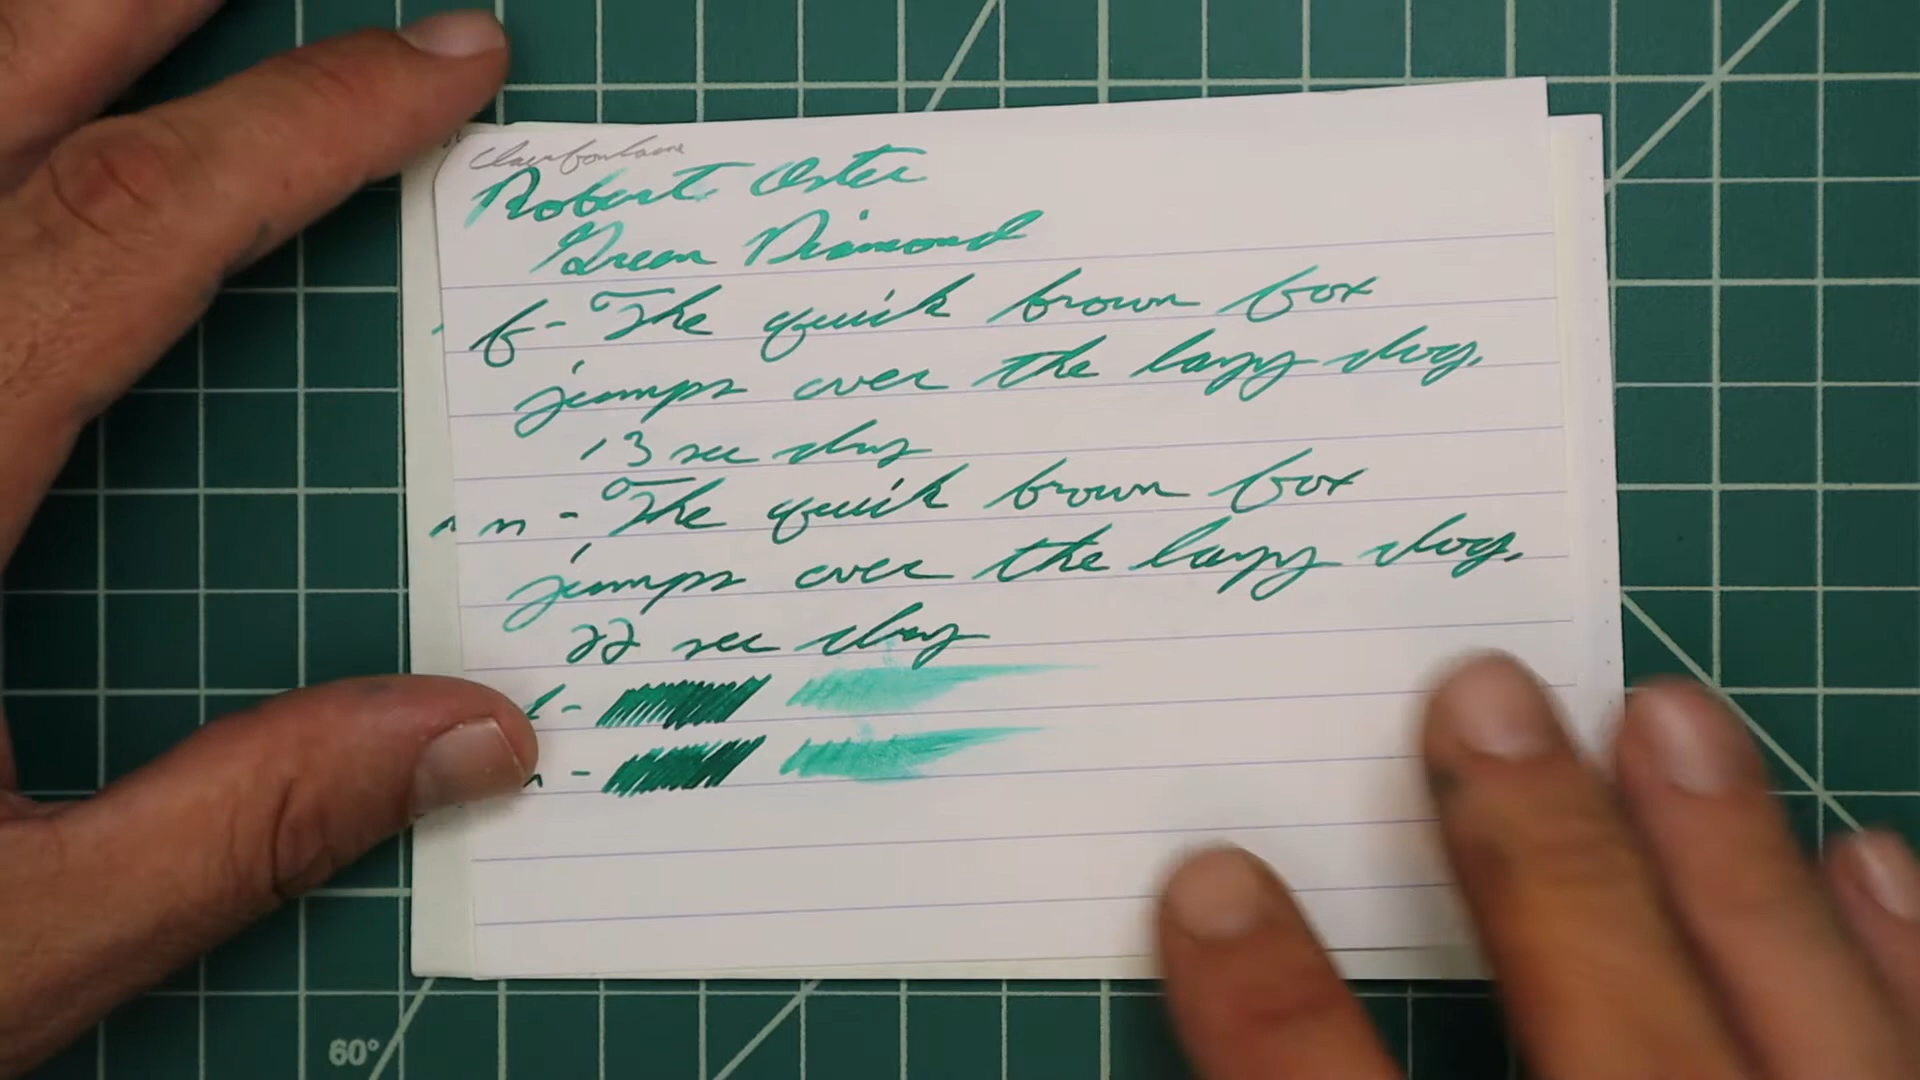 Clairefontaine
Robert Oster
Green Diamond
f - The quick brown fox
jumps over the lazy dog.
13 sec dry
m - The quick brown fox
jumps over the lazy dog.
22 sec dry
f -
m -
60°